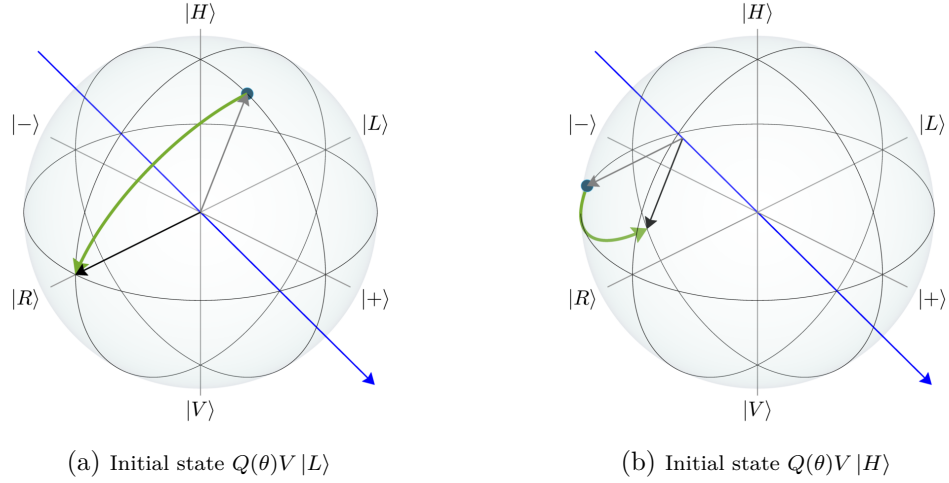 |H⟩
|H⟩
|−⟩
|L⟩
|−⟩
|L⟩
|R⟩
|+⟩
|R⟩
|+⟩
|V⟩
|V⟩
(a) Initial state Q(θ)V |L⟩
(b) Initial state Q(θ)V |H⟩